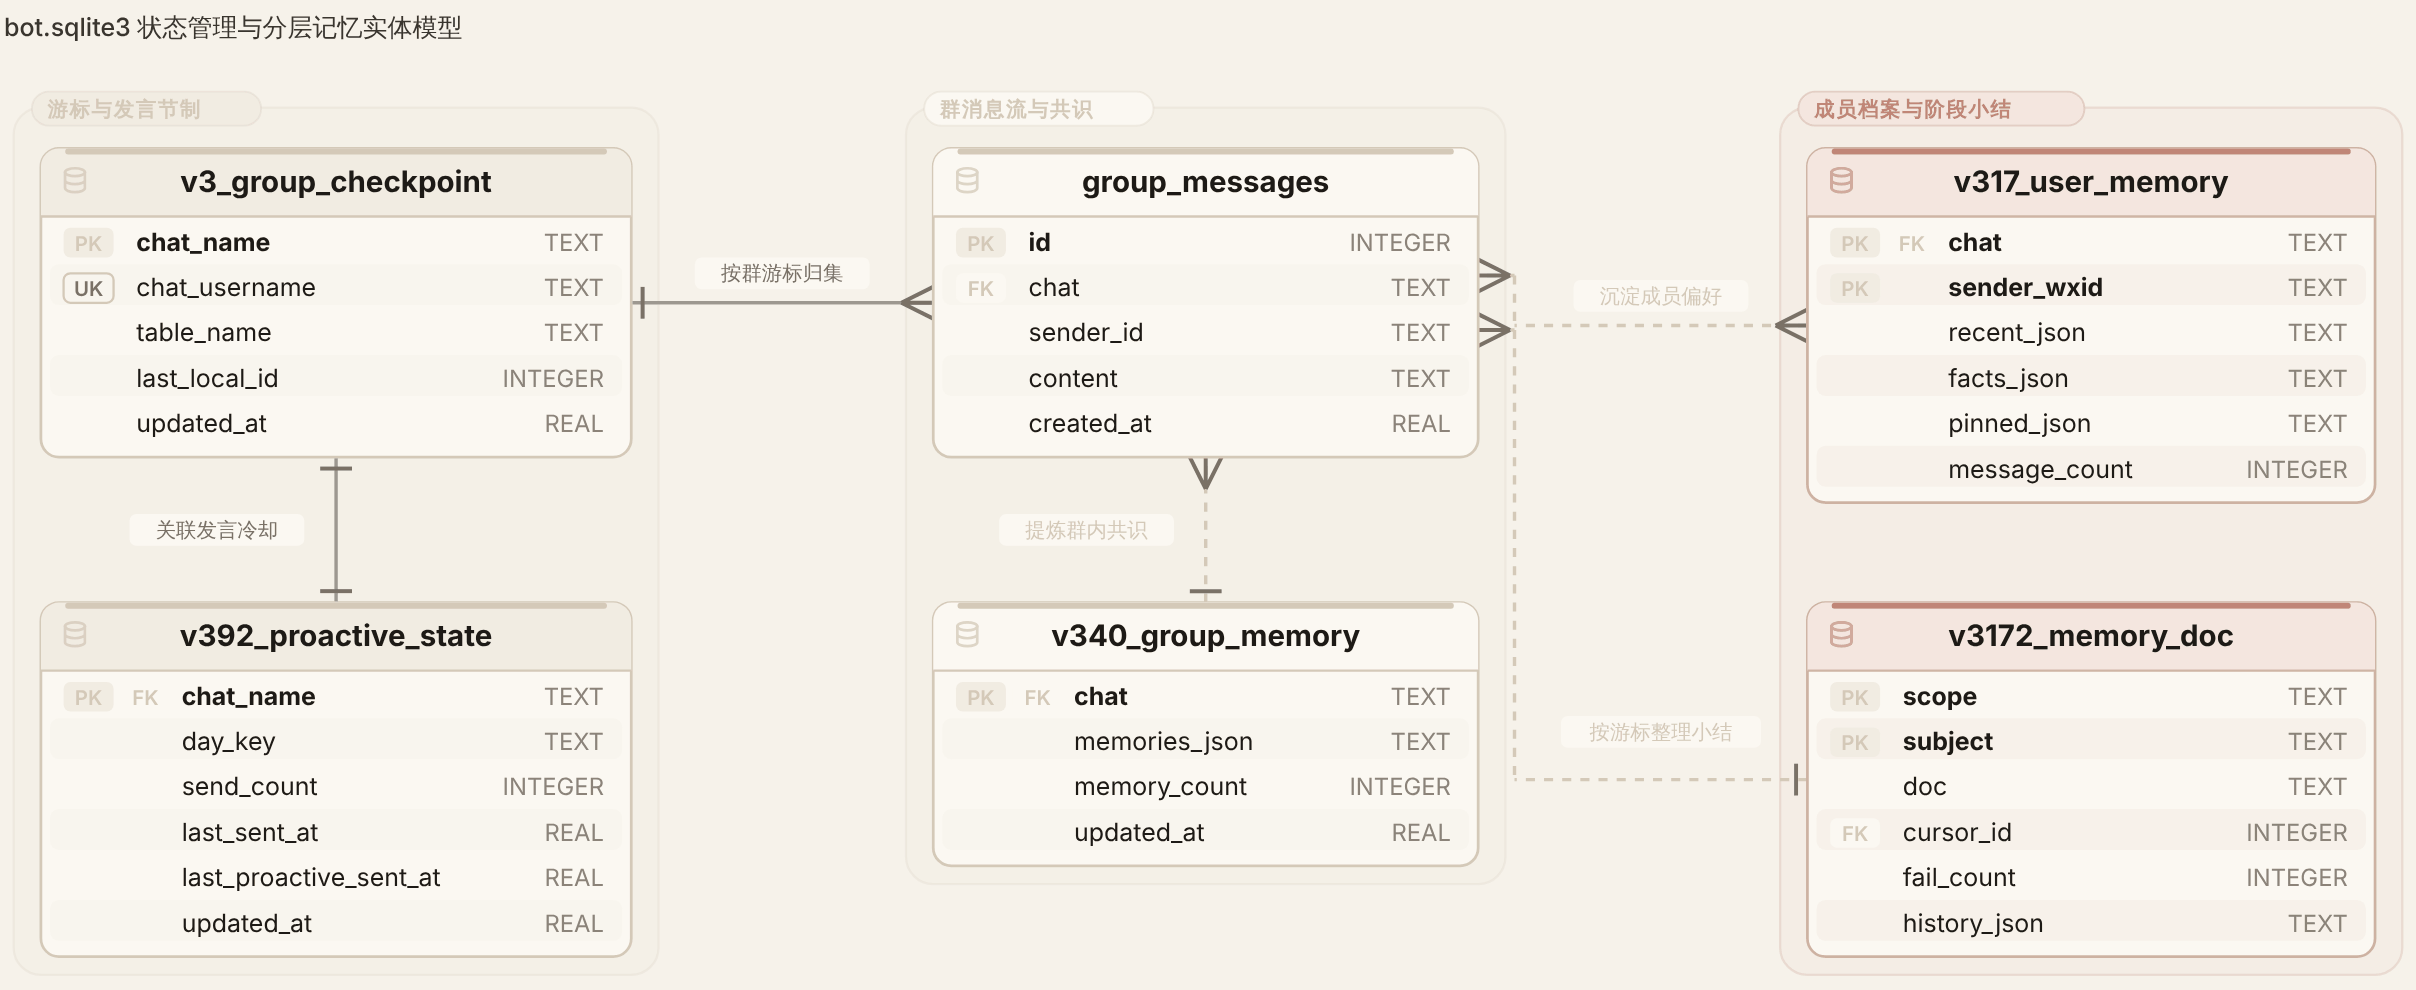 bot.sqlite3 状态管理与分层记忆实体模型
游标与发言节制
v3_group_checkpoint
PK chat_name TEXT
UK chat_username TEXT
table_name TEXT
last_local_id INTEGER
updated_at REAL
关联发言冷却
v392_proactive_state
PK FK chat_name TEXT
day_key TEXT
send_count INTEGER
last_sent_at REAL
last_proactive_sent_at REAL
updated_at REAL
按群游标归集
群消息流与共识
group_messages
PK id INTEGER
FK chat TEXT
sender_id TEXT
content TEXT
created_at REAL
提炼群内共识
v340_group_memory
PK FK chat TEXT
memories_json TEXT
memory_count INTEGER
updated_at REAL
沉淀成员偏好
按游标整理小结
成员档案与阶段小结
v317_user_memory
PK FK chat TEXT
PK sender_wxid TEXT
recent_json TEXT
facts_json TEXT
pinned_json TEXT
message_count INTEGER
v3172_memory_doc
PK scope TEXT
PK subject TEXT
doc TEXT
FK cursor_id INTEGER
fail_count INTEGER
history_json TEXT